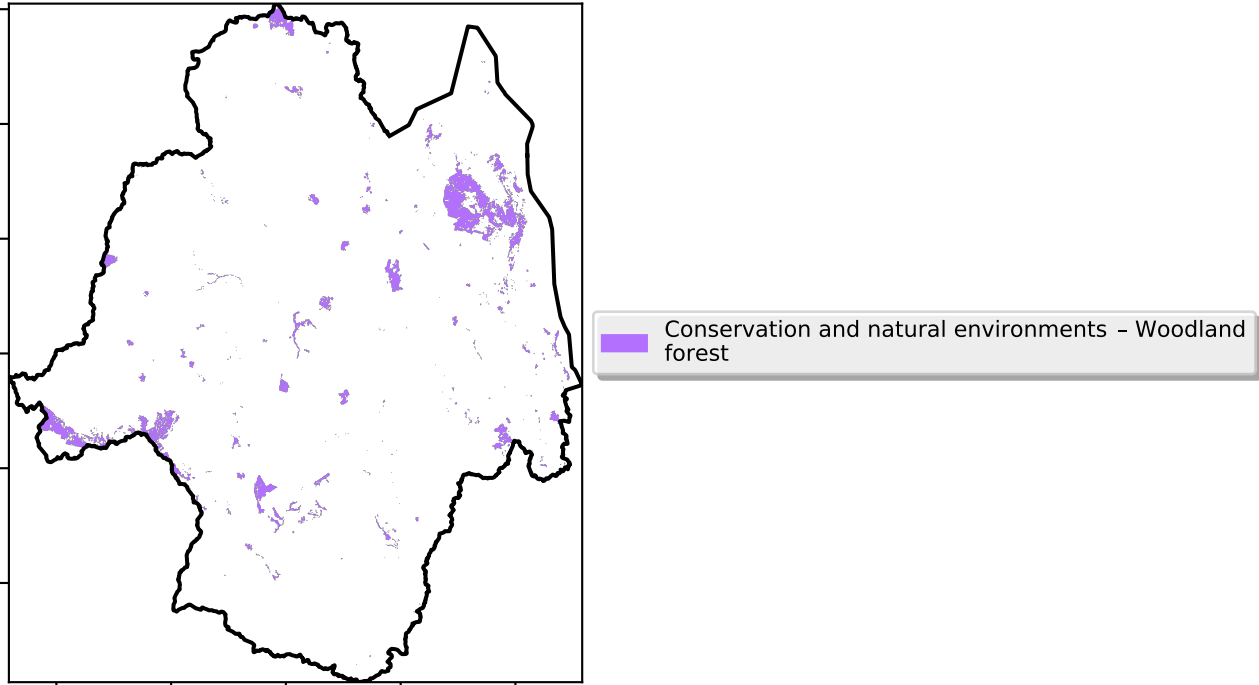 Conservation and natural environments – Woodland
forest